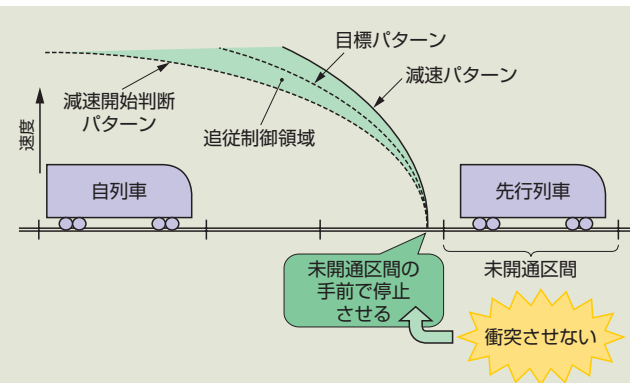 目標パターン
減速パターン
減速開始判断
パターン
追従制御領域
速度
自列車
先行列車
未開通区間の
手前で停止
させる
未開通区間
衝突させない